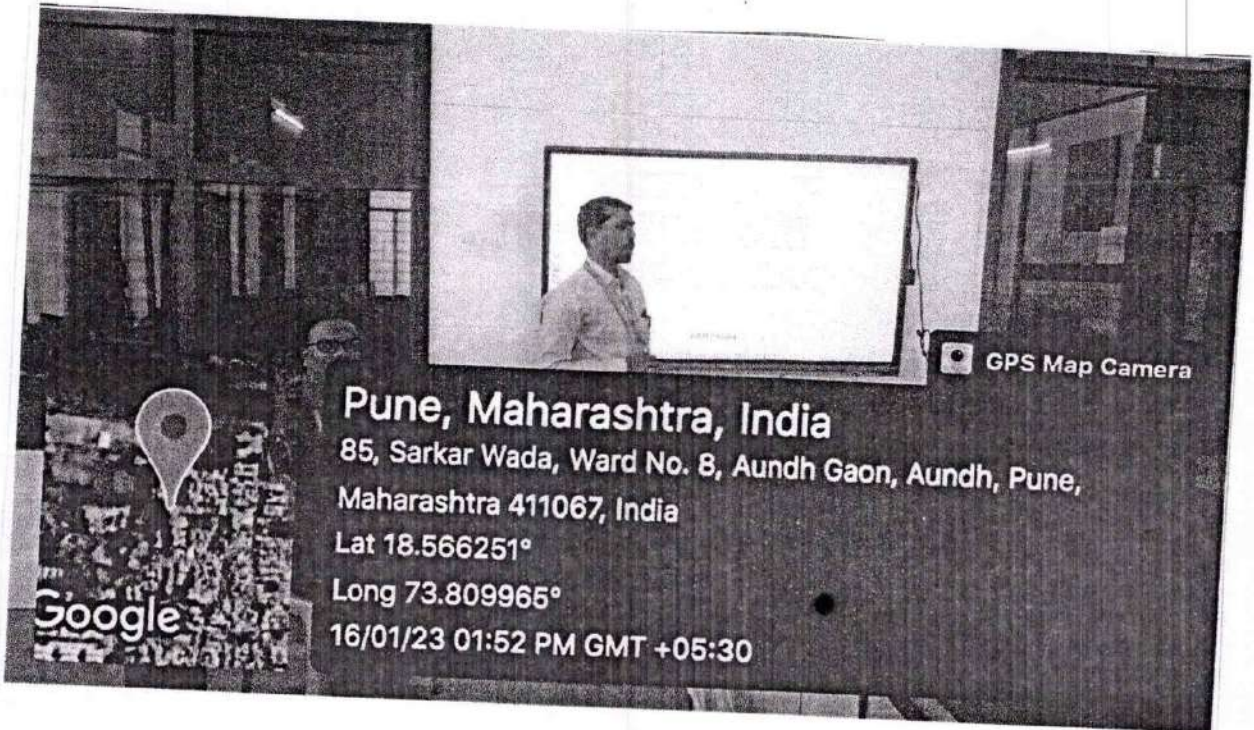 GPS Map Camera
Pune, Maharashtra, India
85, Sarkar Wada, Ward No. 8, Aundh Gaon, Aundh, Pune,
Maharashtra 411067, India
Lat 18.566251°
Long 73.809965°
16/01/23 01:52 PM GMT +05:30
Google